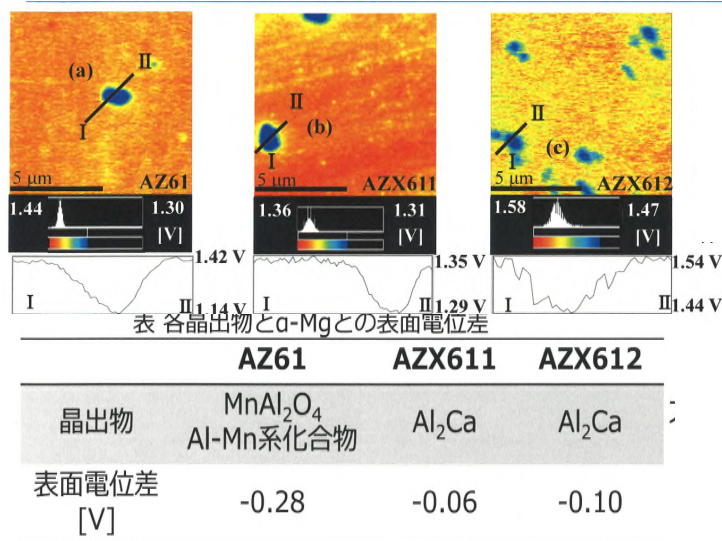 (a)
I
II
5 μm
AZ61
1.44
1.30
[V]
1.42 V
I
II
1.14 V
(b)
I
II
AZX611
1.36
1.31
[V]
1.35 V
I
II
1.29 V
(c)
I
II
5 μm
AZX612
1.58
1.47
[V]
1.54 V
I
II
1.44 V
表 各晶出物とα-Mgとの表面電位差
AZ61 AZX611 AZX612
晶出物 MnAl₂O₄ Al-Mn系化合物 Al₂Ca Al₂Ca
表面電位差 [V] -0.28 -0.06 -0.10